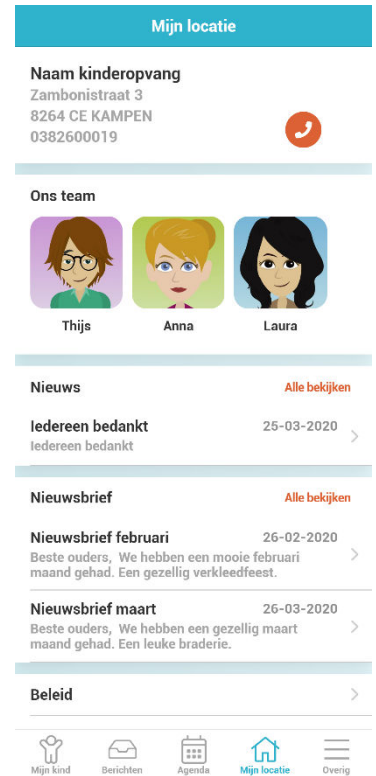 Mijn locatie
Naam kinderopvang
Zambonistraat 3
8264 CE KAMPEN
0382600019
Ons team
Thijs Anna Laura
Nieuws Alle bekijken
Iedereen bedankt 25-03-2020
Iedereen bedankt
Nieuwsbrief Alle bekijken
Nieuwsbrief februari 26-02-2020
Beste ouders, We hebben een mooie februari
maand gehad. Een gezellig verkleedfeest.
Nieuwsbrief maart 26-03-2020
Beste ouders, We hebben een gezellig maart
maand gehad. Een leuke braderie.
Beleid
Mijn kind Berichten Agenda Mijn locatie Overig